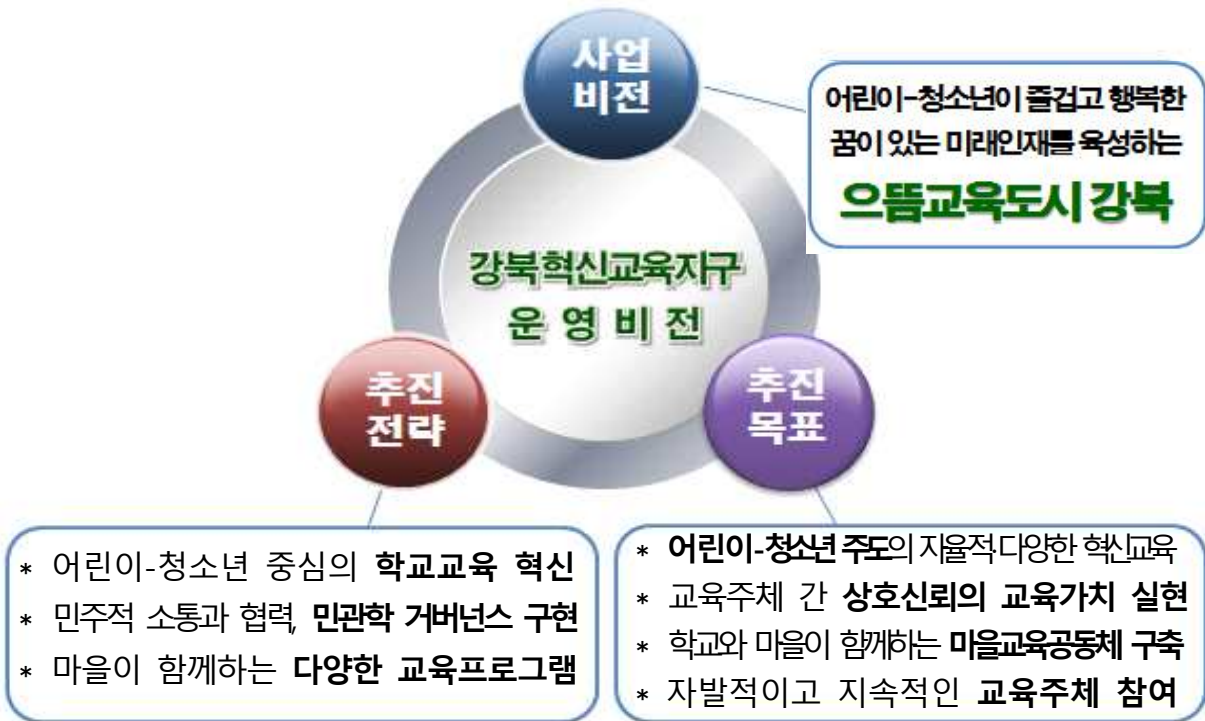 사업
비전
어린이-청소년이 즐겁고 행복한
꿈이 있는 미래인재를 육성하는
으뜸교육도시 강북
강북혁신교육지구
운 영 비 전
추진
전략
추진
목표
* 어린이-청소년 중심의 학교교육 혁신
* 민주적 소통과 협력, 민관학 거버넌스 구현
* 마을이 함께하는 다양한 교육프로그램
* 어린이-청소년 주도의 자율적·다양한 혁신교육
* 교육주체 간 상호신뢰의 교육가치 실현
* 학교와 마을이 함께하는 마을교육공동체 구축
* 자발적이고 지속적인 교육주체 참여